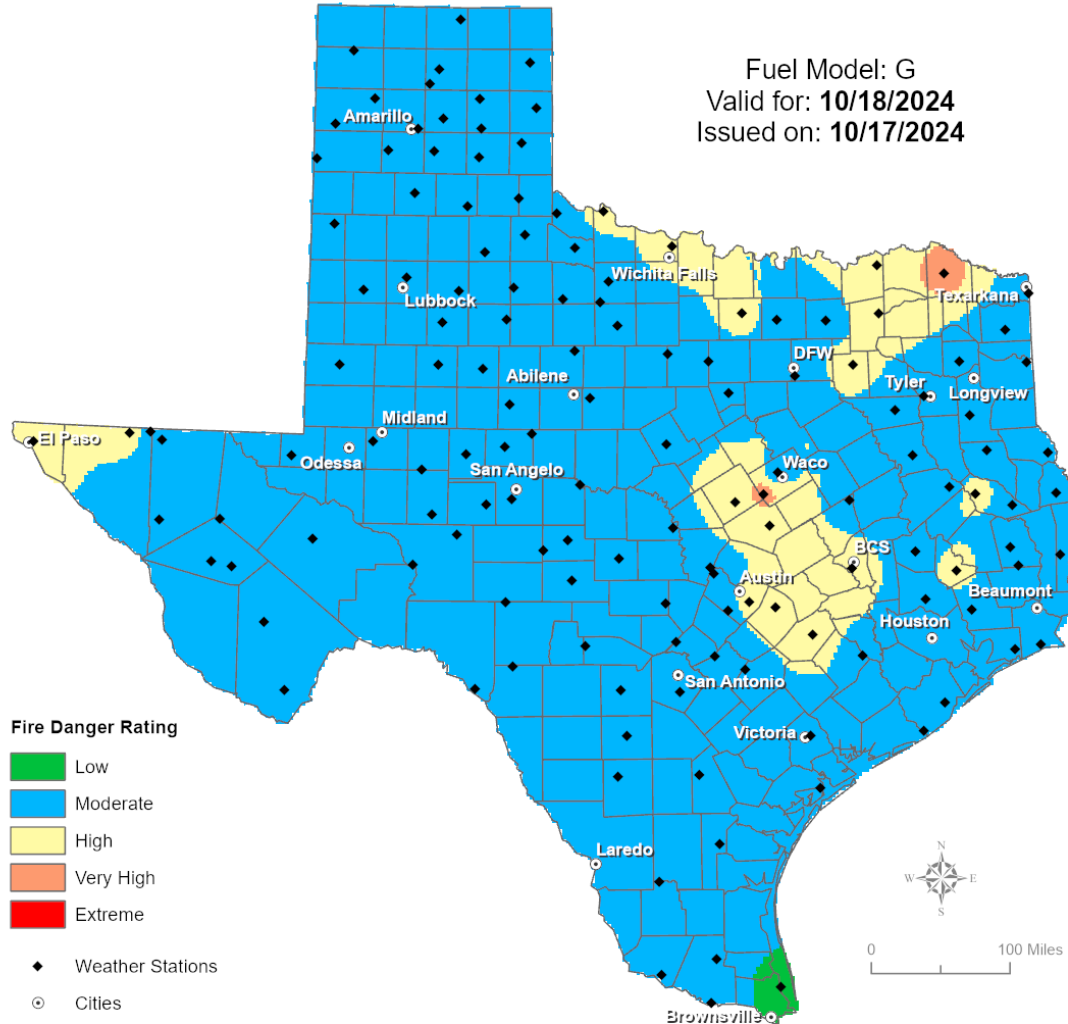 Fuel Model: G
Valid for: 10/18/2024
Issued on: 10/17/2024
Amarillo
Wichita Falls
Lubbock
Texarkana
DFW
Abilene
Tyler
Longview
Midland
El Paso
Odessa
San Angelo
Waco
BCS
Austin
Beaumont
Houston
San Antonio
Victoria
Laredo
Brownsville
Fire Danger Rating
Low
Moderate
High
Very High
Extreme
Weather Stations
Cities
N
W E
S
0 100 Miles